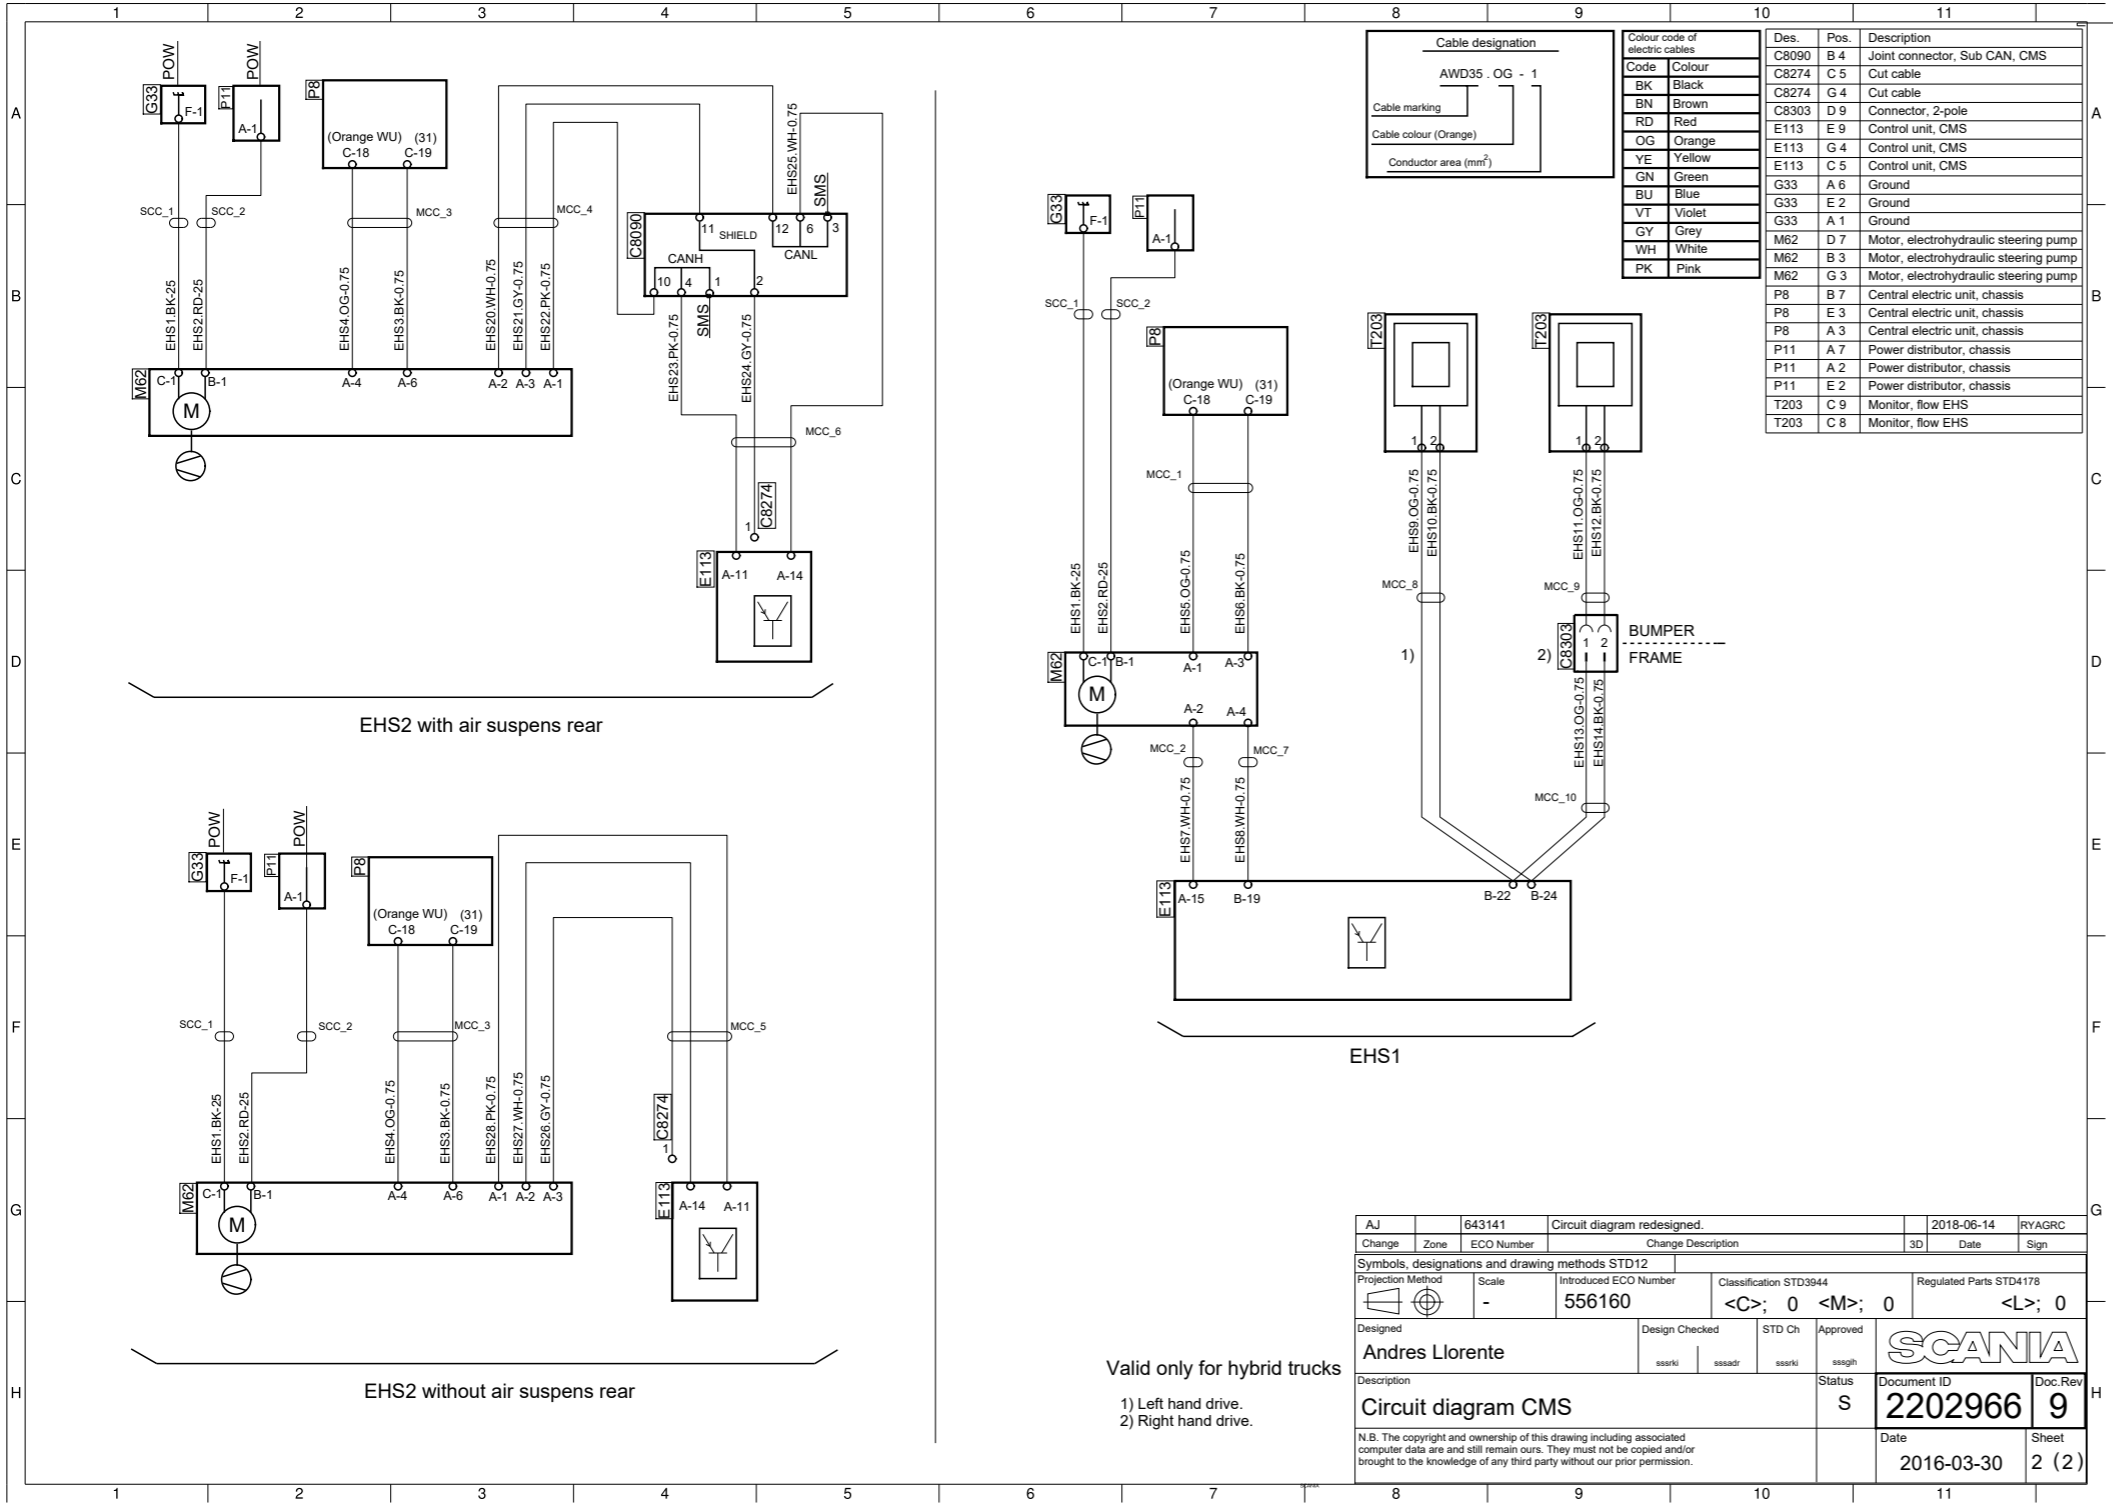 1 2 3 4 5 6 7 8 9 10 11
A
B
C
D
E
F
G
H
POW
POW
G33
F-1
P11
A-1
P8
(Orange WU) (31)
C-18 C-19
SCC_1
SCC_2
MCC_3
MCC_4
EHS1.BK-25
EHS2.RD-25
EHS4.OG-0.75
EHS3.BK-0.75
EHS20.WH-0.75
EHS21.GY-0.75
EHS22.PK-0.75
EHS25.WH-0.75
SMS
C8090
11 SHIELD 12 6 3
CANH CANL
10 4 1 2
SMS
EHS23.PK-0.75
EHS24.GY-0.75
M62
C-1 B-1 A-4 A-6 A-2 A-3 A-1
M
MCC_6
C8274
1
E113
A-11 A-14
EHS2 with air suspens rear
POW
POW
G33
F-1
P11
A-1
P8
(Orange WU) (31)
C-18 C-19
SCC_1
SCC_2
MCC_3
MCC_5
EHS1.BK-25
EHS2.RD-25
EHS4.OG-0.75
EHS3.BK-0.75
EHS28.PK-0.75
EHS27.WH-0.75
EHS26.GY-0.75
C8274
1
M62
C-1 B-1 A-4 A-6 A-1 A-2 A-3
M
E113
A-14 A-11
EHS2 without air suspens rear
G33
F-1
P11
A-1
SCC_1
SCC_2
P8
(Orange WU) (31)
C-18 C-19
MCC_1
EHS1.BK-25
EHS2.RD-25
EHS5.OG-0.75
EHS6.BK-0.75
M62
C-1 B-1 A-1 A-3
M
A-2 A-4
MCC_2
MCC_7
EHS7.WH-0.75
EHS8.WH-0.75
T203
1 2
T203
1 2
EHS9.OG-0.75
EHS10.BK-0.75
EHS11.OG-0.75
EHS12.BK-0.75
MCC_8
MCC_9
1)
2)
C8303
1 2
BUMPER
FRAME
EHS13.OG-0.75
EHS14.BK-0.75
MCC_10
E113
A-15 B-19 B-22 B-24
EHS1
Cable designation
AWD35 . OG - 1
Cable marking
Cable colour (Orange)
Conductor area (mm²)
Colour code of
electric cables
Code Colour
BK Black
BN Brown
RD Red
OG Orange
YE Yellow
GN Green
BU Blue
VT Violet
GY Grey
WH White
PK Pink
Des. Pos. Description
C8090 B 4 Joint connector, Sub CAN, CMS
C8274 C 5 Cut cable
C8274 G 4 Cut cable
C8303 D 9 Connector, 2-pole
E113 E 9 Control unit, CMS
E113 G 4 Control unit, CMS
E113 C 5 Control unit, CMS
G33 A 6 Ground
G33 E 2 Ground
G33 A 1 Ground
M62 D 7 Motor, electrohydraulic steering pump
M62 B 3 Motor, electrohydraulic steering pump
M62 G 3 Motor, electrohydraulic steering pump
P8 B 7 Central electric unit, chassis
P8 E 3 Central electric unit, chassis
P8 A 3 Central electric unit, chassis
P11 A 7 Power distributor, chassis
P11 A 2 Power distributor, chassis
P11 E 2 Power distributor, chassis
T203 C 9 Monitor, flow EHS
T203 C 8 Monitor, flow EHS
A
B
C
D
E
F
G
H
Valid only for hybrid trucks
1) Left hand drive.
2) Right hand drive.
AJ 643141 Circuit diagram redesigned. 2018-06-14 RYAGRC
Change Zone ECO Number Change Description 3D Date Sign
Symbols, designations and drawing methods STD12
Projection Method Scale Introduced ECO Number Classification STD3944 Regulated Parts STD4178
- 556160 <C>; 0 <M>; 0 <L>; 0
Designed Design Checked STD Ch Approved
Andres Llorente sssrki sssadr sssrki sssgih
SCANIA
Description Status Document ID Doc.Rev
Circuit diagram CMS S 2202966 9
N.B. The copyright and ownership of this drawing including associated
computer data are and still remain ours. They must not be copied and/or
brought to the knowledge of any third party without our prior permission.
Date Sheet
2016-03-30 2 (2)
1 2 3 4 5 6 7 8 9 10 11